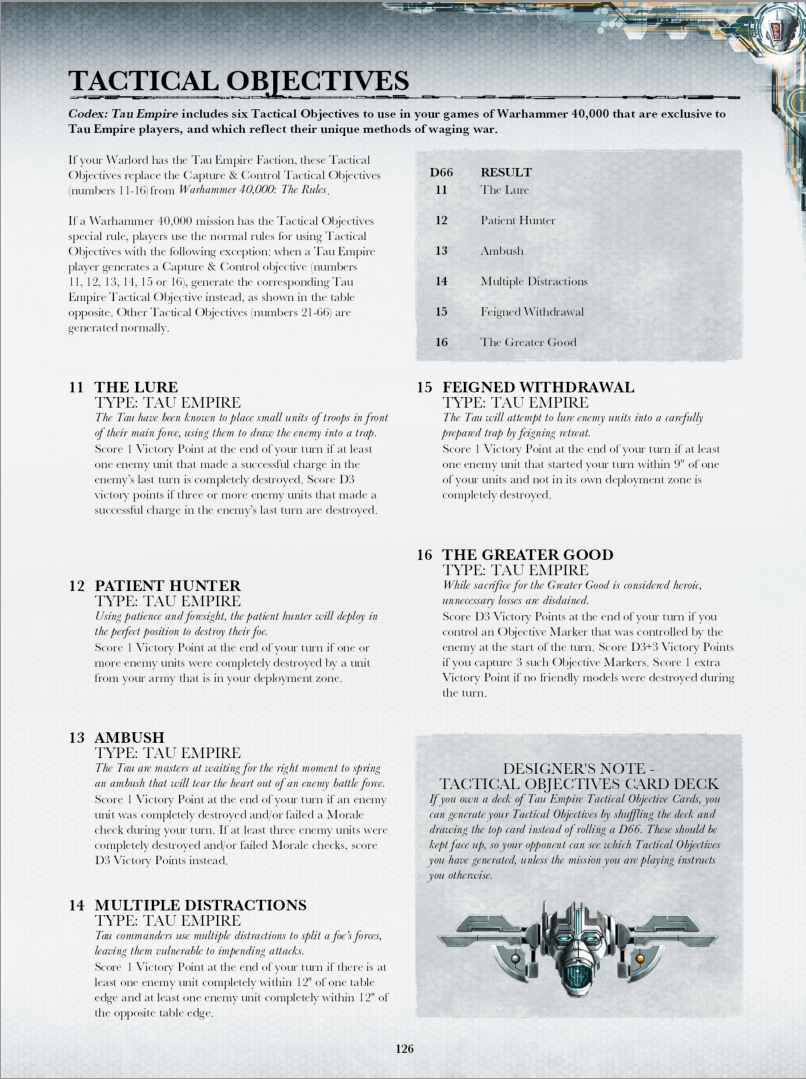 TACTICAL OBJECTIVES
Codex: Tau Empire includes six Tactical Objectives to use in your games of Warhammer 40,000 that are exclusive to
Tau Empire players, and which reflect their unique methods of waging war.
If your Warlord has the Tau Empire Faction, these Tactical
Objectives replace the Capture & Control Tactical Objectives
(numbers 11-16) from Warhammer 40,000: The Rules.
If a Warhammer 40,000 mission has the Tactical Objectives
special rule, players use the normal rules for using Tactical
Objectives with the following exception: when a Tau Empire
player generates a Capture & Control objective (numbers
11, 12, 13, 14, 15 or 16), generate the corresponding Tau
Empire Tactical Objective instead, as shown in the table
opposite. Other Tactical Objectives (numbers 21-66) are
generated normally.
D66 RESULT
11 The Lure
12 Patient Hunter
13 Ambush
14 Multiple Distractions
15 Feigned Withdrawal
16 The Greater Good
11 THE LURE
TYPE: TAU EMPIRE
The Tau have been known to place small units of troops in front
of their main force, using them to draw the enemy into a trap.
Score 1 Victory Point at the end of your turn if at least
one enemy unit that made a successful charge in the
enemy's last turn is completely destroyed. Score D3
victory points if three or more enemy units that made a
successful charge in the enemy's last turn are destroyed.
12 PATIENT HUNTER
TYPE: TAU EMPIRE
Using patience and foresight, the patient hunter will deploy in
the perfect position to destroy their foe.
Score 1 Victory Point at the end of your turn if one or
more enemy units were completely destroyed by a unit
from your army that is in your deployment zone.
13 AMBUSH
TYPE: TAU EMPIRE
The Tau are masters at waiting for the right moment to spring
an ambush that will tear the heart out of an enemy battle force.
Score 1 Victory Point at the end of your turn if an enemy
unit was completely destroyed and/or failed a Morale
check during your turn. If at least three enemy units were
completely destroyed and/or failed Morale checks, score
D3 Victory Points instead.
14 MULTIPLE DISTRACTIONS
TYPE: TAU EMPIRE
Tau commanders use multiple distractions to split a foe's forces,
leaving them vulnerable to impending attacks.
Score 1 Victory Point at the end of your turn if there is at
least one enemy unit completely within 12" of one table
edge and at least one enemy unit completely within 12" of
the opposite table edge.
15 FEIGNED WITHDRAWAL
TYPE: TAU EMPIRE
The Tau will attempt to lure enemy units into a carefully
prepared trap by feigning retreat.
Score 1 Victory Point at the end of your turn if at least
one enemy unit that started your turn within 9" of one
of your units and not in its own deployment zone is
completely destroyed.
16 THE GREATER GOOD
TYPE: TAU EMPIRE
While sacrifice for the Greater Good is considered heroic,
unnecessary losses are disdained.
Score D3 Victory Points at the end of your turn if you
control an Objective Marker that was controlled by the
enemy at the start of the turn. Score D3+3 Victory Points
if you capture 3 such Objective Markers. Score 1 extra
Victory Point if no friendly models were destroyed during
the turn.
DESIGNER'S NOTE -
TACTICAL OBJECTIVES CARD DECK
If you own a deck of Tau Empire Tactical Objective Cards, you
can generate your Tactical Objectives by shuffling the deck and
drawing the top card instead of rolling a D66. These should be
kept face up, so your opponent can see which Tactical Objectives
you have generated, unless the mission you are playing instructs
you otherwise.
126